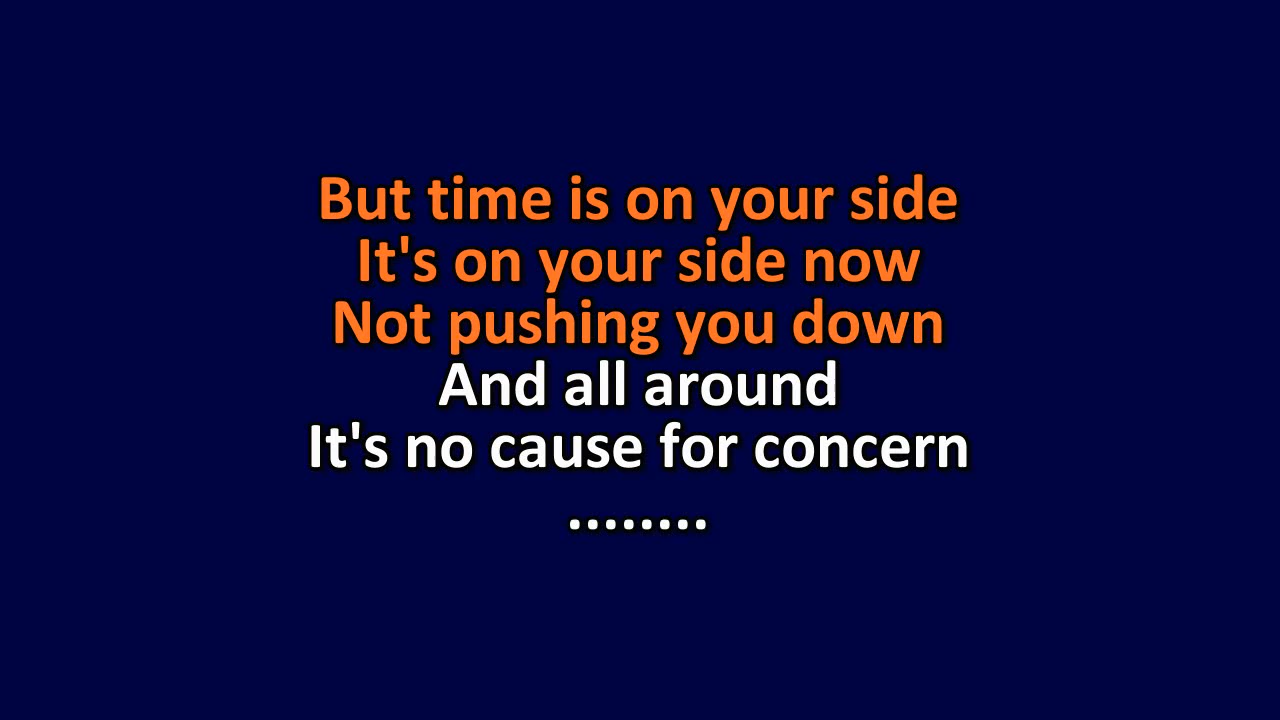 But time is on your side
It's on your side now
Not pushing you down
And all around
It's no cause for concern
........